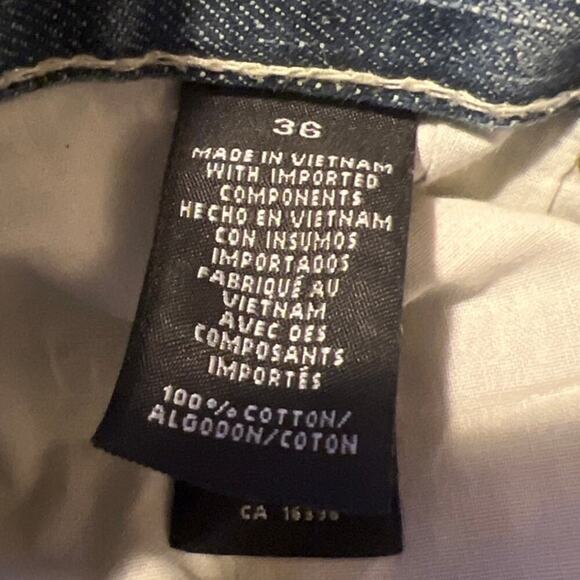 36
MADE IN VIETNAM
WITH IMPORTED
COMPONENTS
HECHO EN VIETNAM
CON INSUMOS
IMPORTADOS
FABRIQUÉ AU
VIETNAM
AVEC DES
COMPOSANTS
IMPORTÉS
100% COTTON/
ALGODON/COTON
CA